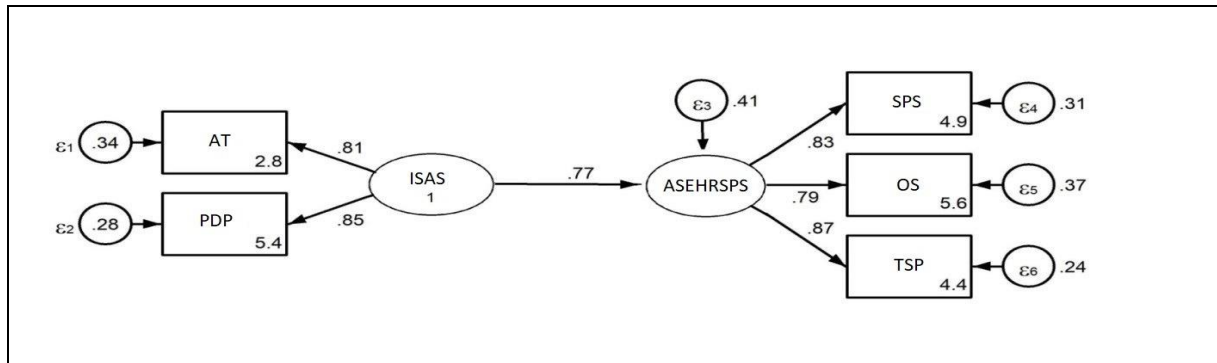 ε1
.34
AT
2.8
.81
ε2
.28
PDP
5.4
.85
ISAS
1
.77
ε3
.41
ASEHRSPS
.83
.79
.87
SPS
4.9
ε4
.31
OS
5.6
ε5
.37
TSP
4.4
ε6
.24